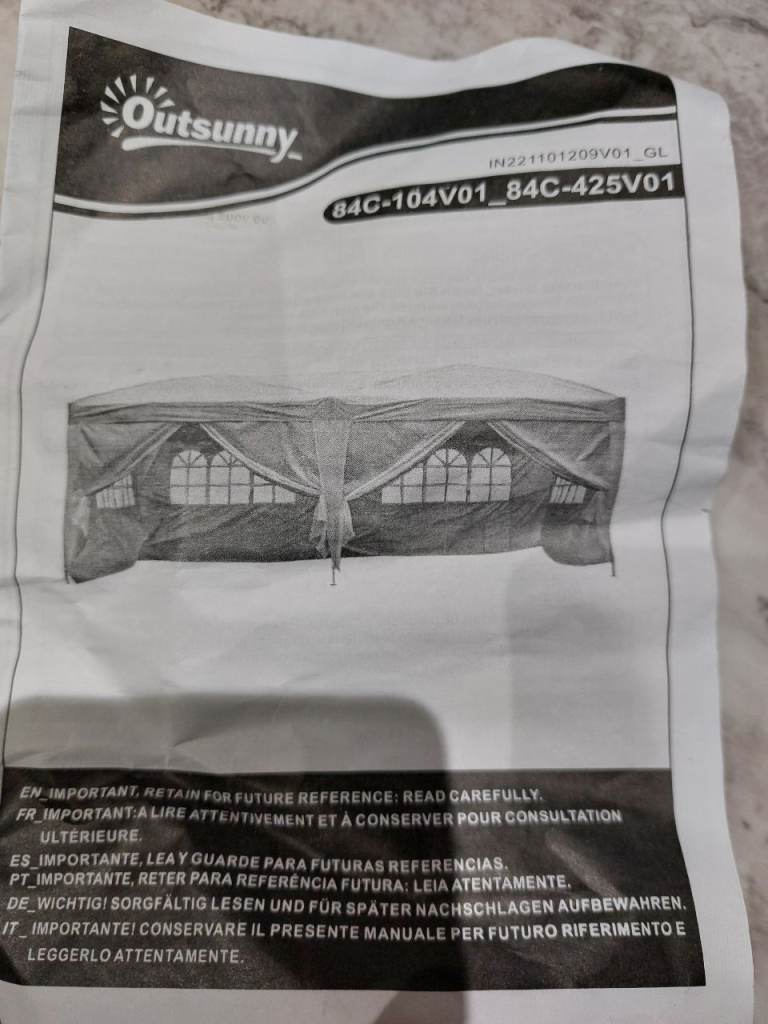 Outsunny
IN221101209V01_GL
84C-104V01_84C-425V01
EN_IMPORTANT, RETAIN FOR FUTURE REFERENCE: READ CAREFULLY.
FR_IMPORTANT:A LIRE ATTENTIVEMENT ET À CONSERVER POUR CONSULTATION
ULTÉRIEURE.
ES_IMPORTANTE, LEA Y GUARDE PARA FUTURAS REFERENCIAS.
PT_IMPORTANTE, RETER PARA REFERÊNCIA FUTURA: LEIA ATENTAMENTE.
DE_WICHTIG! SORGFÄLTIG LESEN UND FÜR SPÄTER NACHSCHLAGEN AUFBEWAHREN.
IT_ IMPORTANTE! CONSERVARE IL PRESENTE MANUALE PER FUTURO RIFERIMENTO E
LEGGERLO ATTENTAMENTE.